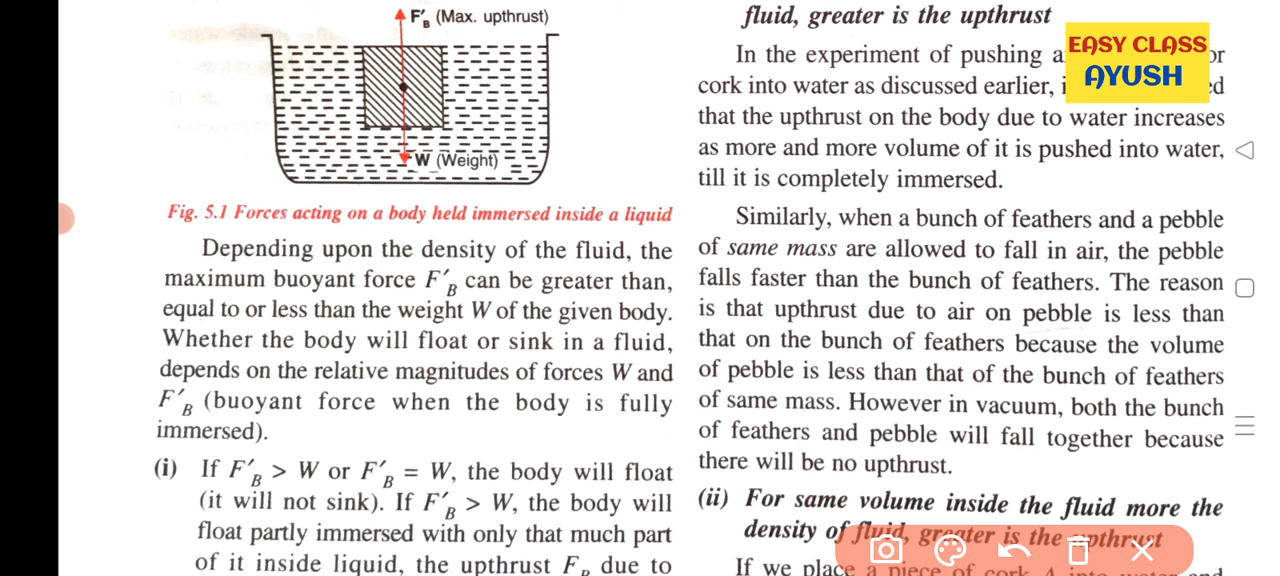 F′B (Max. upthrust)
W (Weight)
Fig. 5.1 Forces acting on a body held immersed inside a liquid
Depending upon the density of the fluid, the
maximum buoyant force F′B can be greater than,
equal to or less than the weight W of the given body.
Whether the body will float or sink in a fluid,
depends on the relative magnitudes of forces W and
F′B (buoyant force when the body is fully
immersed).
(i) If F′B > W or F′B = W, the body will float
(it will not sink). If F′B > W, the body will
float partly immersed with only that much part
of it inside liquid, the upthrust FB due to
fluid, greater is the upthrust
In the experiment of pushing
cork into water as discussed earlier,
that the upthrust on the body due to water increases
as more and more volume of it is pushed into water,
till it is completely immersed.
Similarly, when a bunch of feathers and a pebble
of same mass are allowed to fall in air, the pebble
falls faster than the bunch of feathers. The reason
is that upthrust due to air on pebble is less than
that on the bunch of feathers because the volume
of pebble is less than that of the bunch of feathers
of same mass. However in vacuum, both the bunch
of feathers and pebble will fall together because
there will be no upthrust.
(ii) For same volume inside the fluid more the
density of fluid, greater is the upthrust
If we place a piece of cork A into water and
EASY CLASS
AYUSH